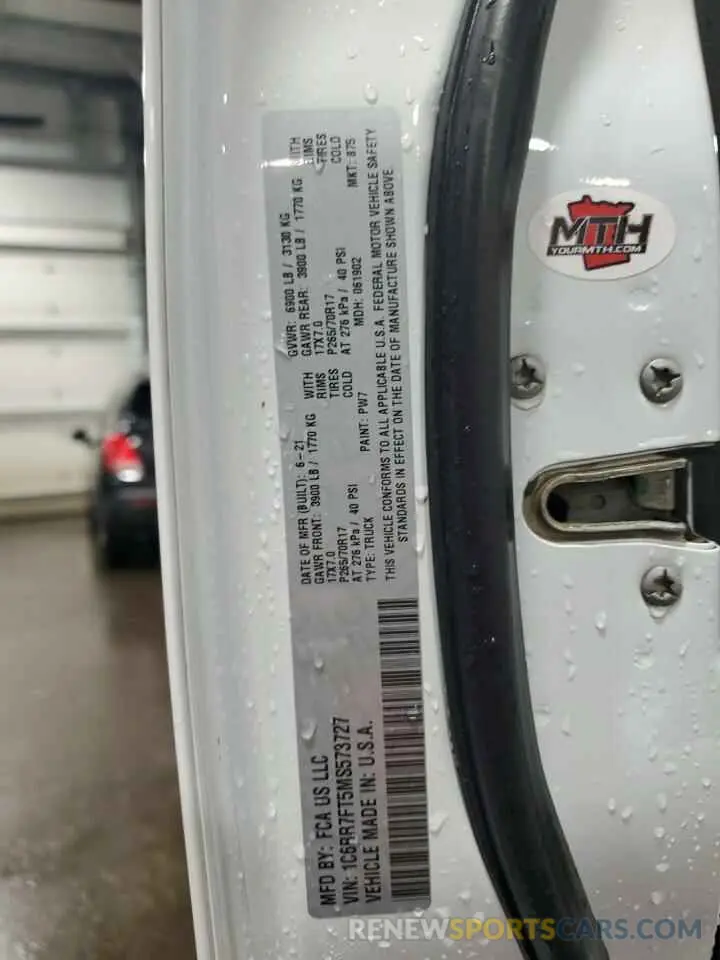 MFD BY: FCA US LLC
VIN: 1C6RR7FT5MS573727
VEHICLE MADE IN: U.S.A.
DATE OF MFR (BUILT): 6-21
GAWR FRONT: 3900 LB / 1770 KG WITH
17X7.0 RIMS
P265/70R17 TIRES
AT 276 kPa / 40 PSI COLD
TYPE: TRUCK PAINT: PW7
GVWR: 6900 LB / 3130 KG
GAWR REAR: 3900 LB / 1770 KG WITH
17X7.0 RIMS
P265/70R17 TIRES
AT 276 kPa / 40 PSI COLD
MDH: 061902 MKT: 875
THIS VEHICLE CONFORMS TO ALL APPLICABLE U.S.A. FEDERAL MOTOR VEHICLE SAFETY
STANDARDS IN EFFECT ON THE DATE OF MANUFACTURE SHOWN ABOVE.
MTH
YOURMTH.COM
RENEWSPORTSCARS.COM